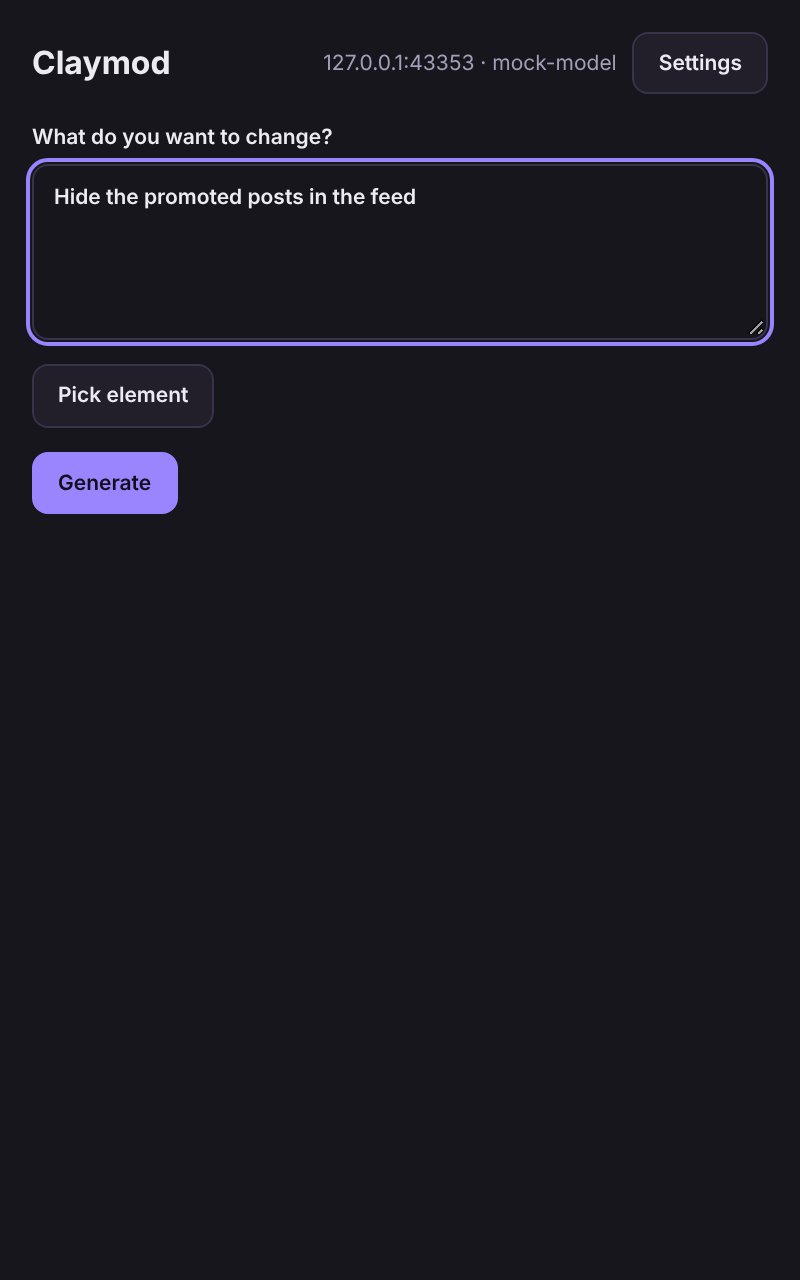 Claymod
127.0.0.1:43353 · mock-model
Settings
What do you want to change?
Hide the promoted posts in the feed
Pick element
Generate